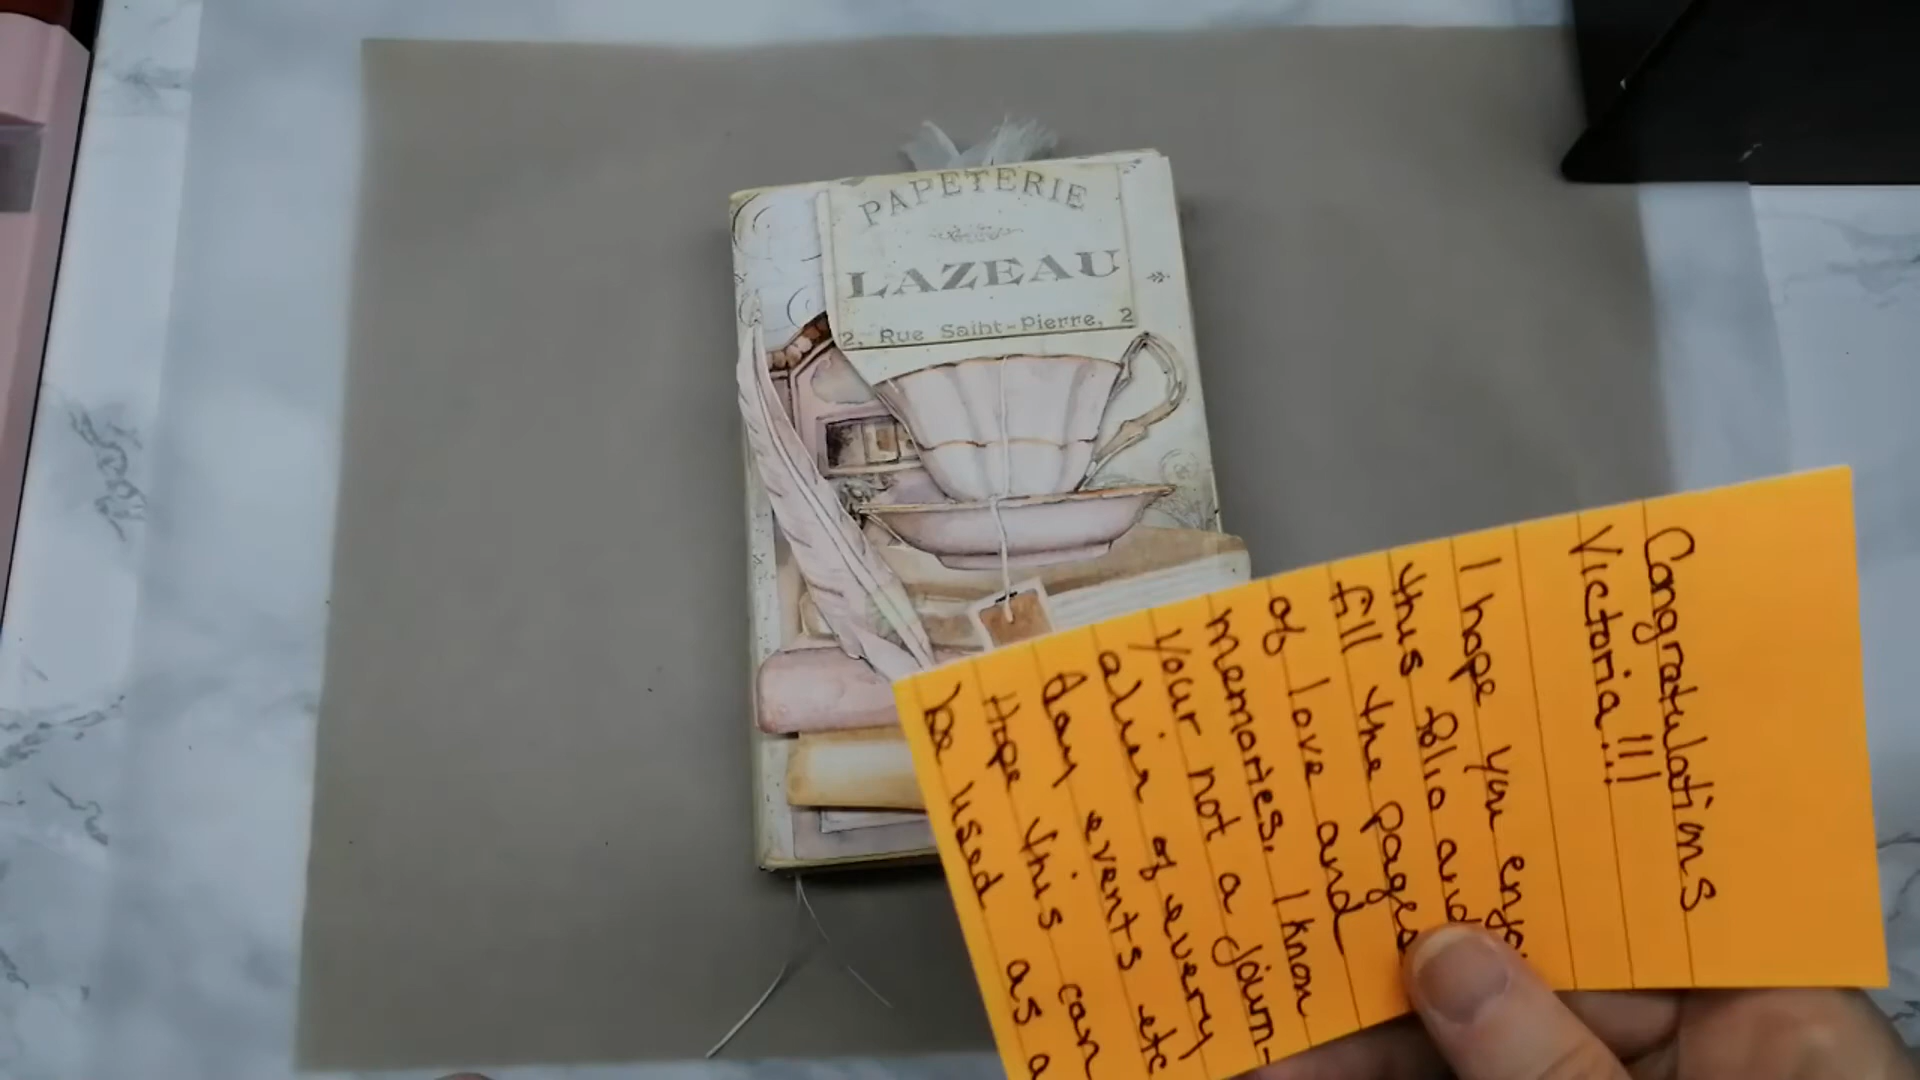 PAPETERIE
LAZEAU
2, Rue Saint-Pierre, 2
Congratulations
Victoria!!!
I hope you enjoy
this folio and
fill the pages
of love and
memories. I know
your not a journ-
alier of every
day events etc
Hope this can
be used as a